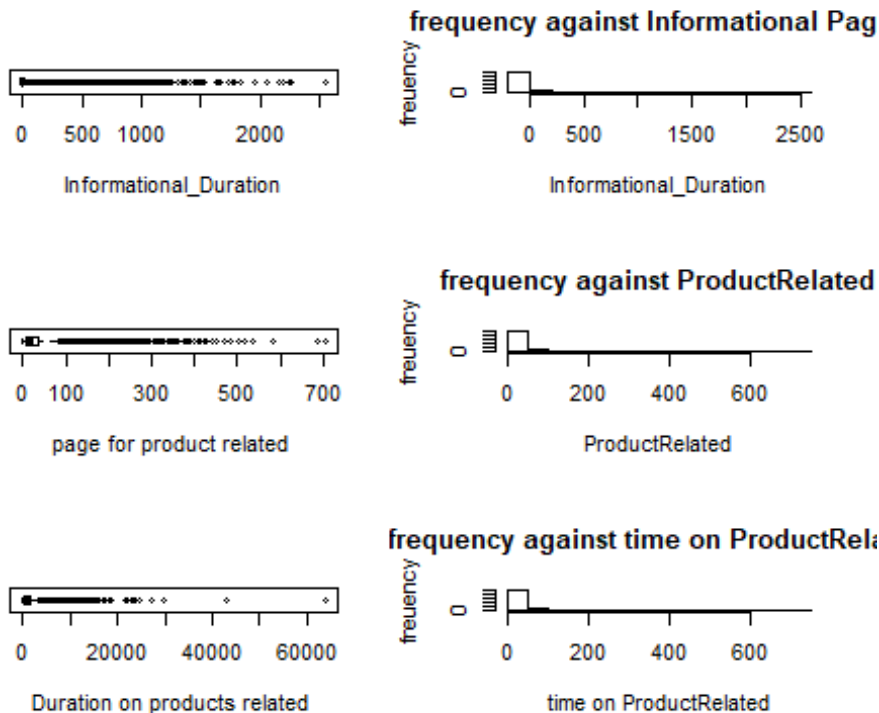 frequency against Informational Pag
freuency
0
0 500 1000 2000
0 500 1500 2500
Informational_Duration
Informational_Duration
frequency against ProductRelated
freuency
0
0 100 300 500 700
0 200 400 600
page for product related
ProductRelated
frequency against time on ProductRela
freuency
0
0 20000 40000 60000
0 200 400 600
Duration on products related
time on ProductRelated